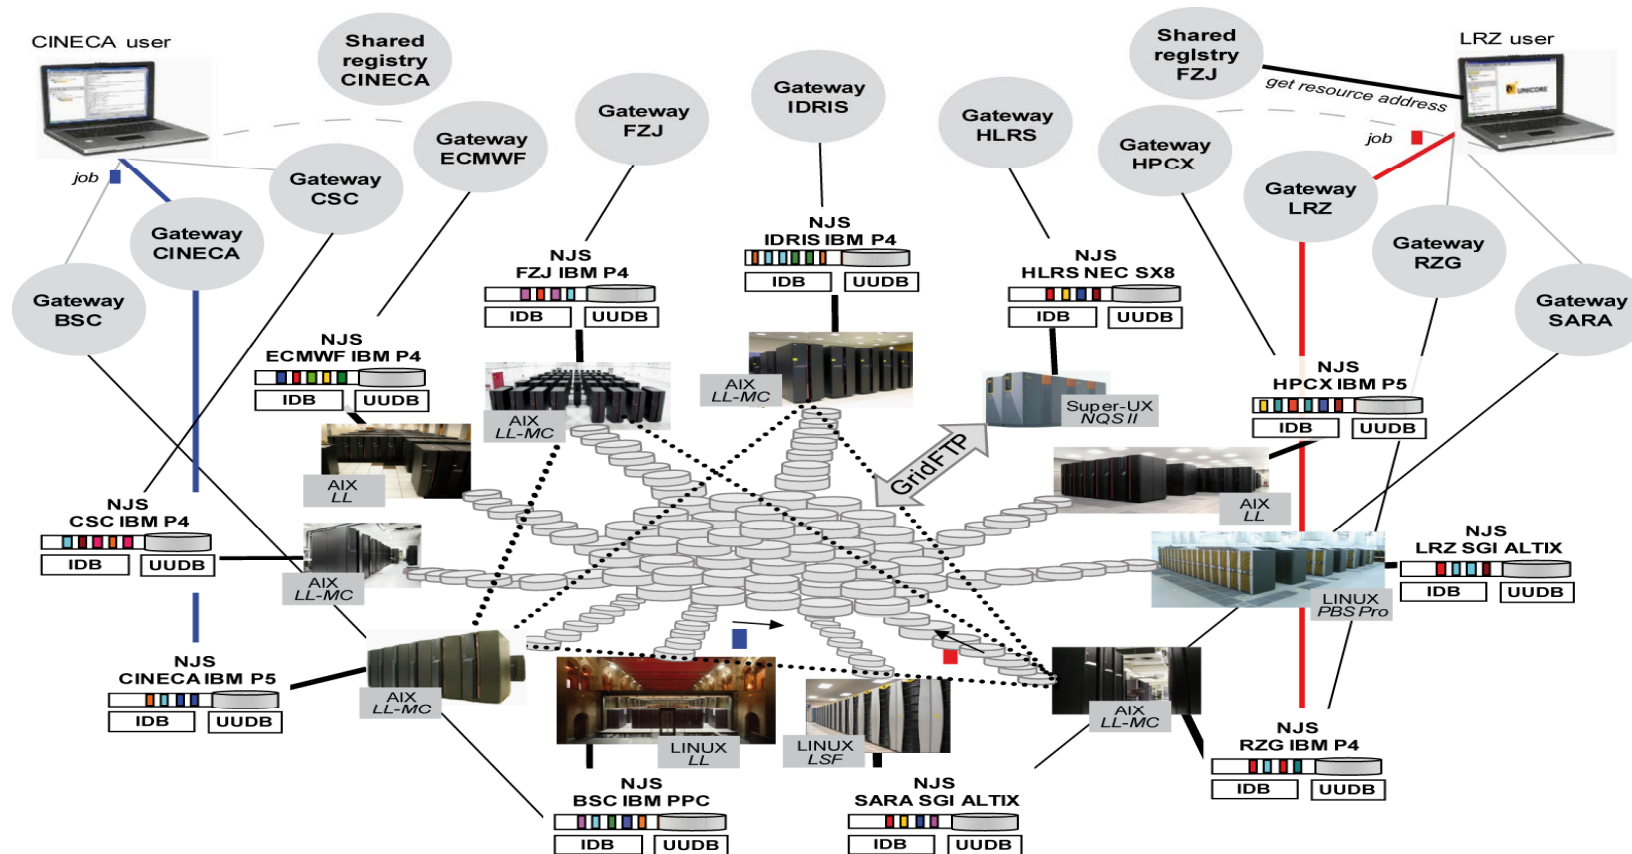 CINECA user
Shared
registry
CINECA
Gateway
ECMWF
Gateway
FZJ
Gateway
IDRIS
Gateway
HLRS
Shared
registry
FZJ
get resource address
LRZ user
UNICORE
Gateway
HPCX
job
job
Gateway
CSC
Gateway
CINECA
Gateway
BSC
Gateway
LRZ
Gateway
RZG
Gateway
SARA
NJS
IDRIS IBM P4
IDB
UUDB
NJS
FZJ IBM P4
IDB
UUDB
NJS
HLRS NEC SX8
IDB
UUDB
NJS
ECMWF IBM P4
IDB
UUDB
NJS
HPCX IBM P5
IDB
UUDB
AIX
LL-MC
AIX
LL-MC
Super-UX
NQS II
GridFTP
AIX
LL
AIX
LL
NJS
CSC IBM P4
IDB
UUDB
AIX
LL-MC
NJS
LRZ SGI ALTIX
IDB
UUDB
LINUX
PBS Pro
NJS
CINECA IBM P5
IDB
UUDB
AIX
LL-MC
AIX
LL-MC
LINUX
LL
LINUX
LSF
NJS
RZG IBM P4
IDB
UUDB
NJS
BSC IBM PPC
IDB
UUDB
NJS
SARA SGI ALTIX
IDB
UUDB